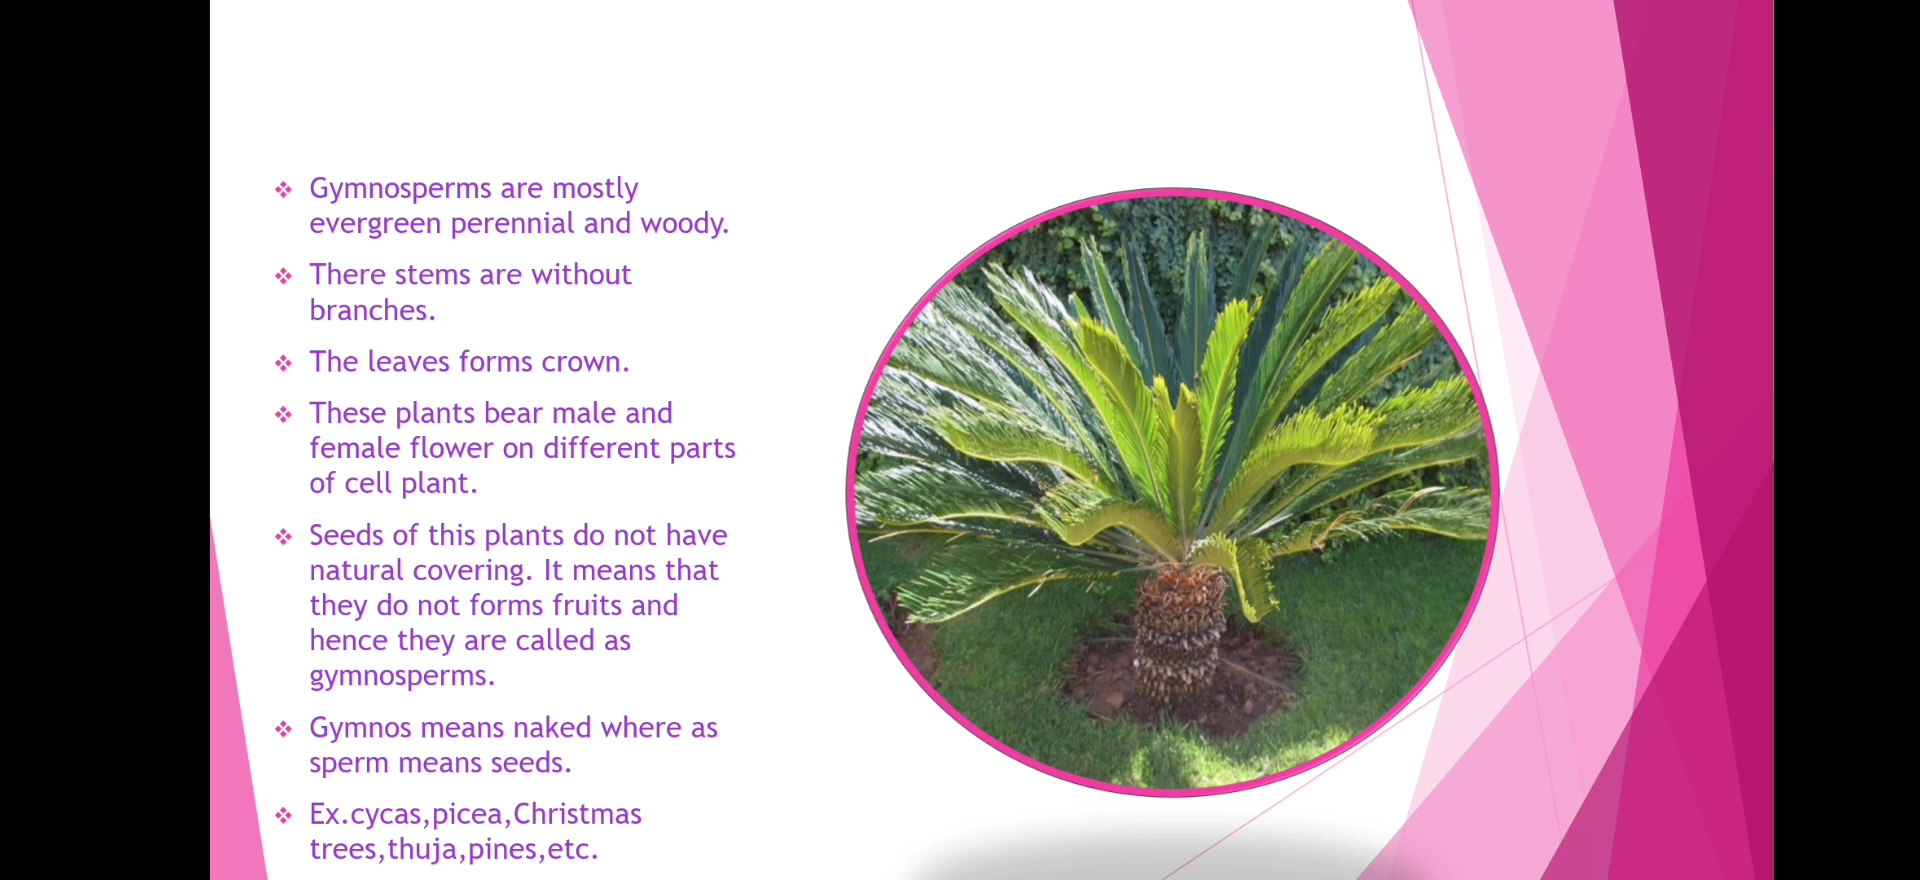 Gymnosperms are mostly
evergreen perennial and woody.
There stems are without
branches.
The leaves forms crown.
These plants bear male and
female flower on different parts
of cell plant.
Seeds of this plants do not have
natural covering. It means that
they do not forms fruits and
hence they are called as
gymnosperms.
Gymnos means naked where as
sperm means seeds.
Ex.cycas,picea,Christmas
trees,thuja,pines,etc.